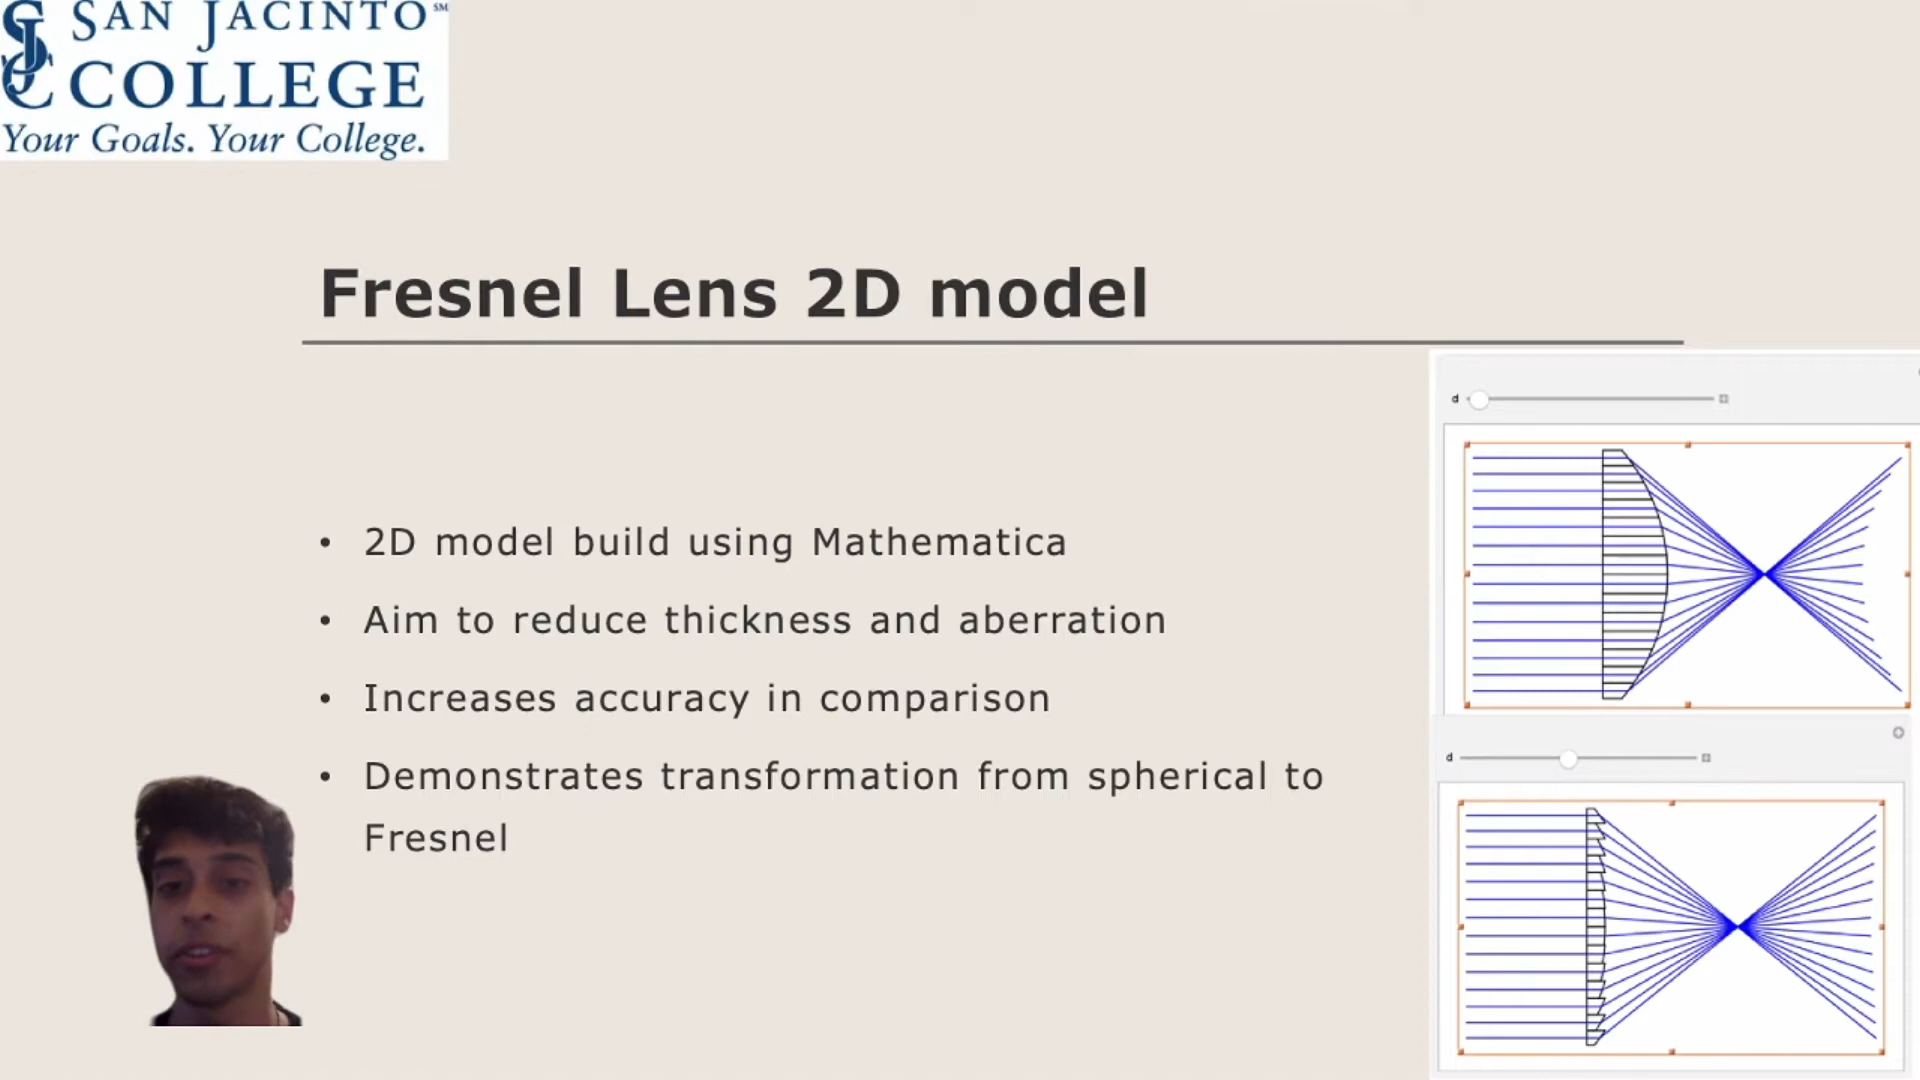 SAN JACINTO℠
COLLEGE
Your Goals. Your College.
Fresnel Lens 2D model
d
• 2D model build using Mathematica
• Aim to reduce thickness and aberration
• Increases accuracy in comparison
d
• Demonstrates transformation from spherical to
Fresnel